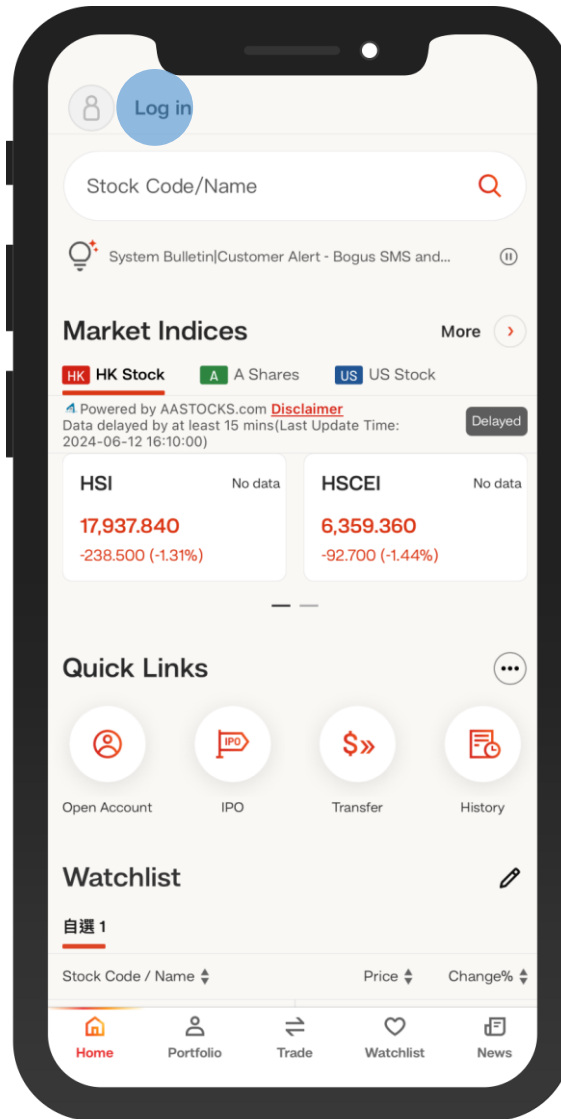 Log in
Stock Code/Name
System Bulletin|Customer Alert - Bogus SMS and...
Market Indices
More
HK HK Stock
A A Shares
US US Stock
Powered by AASTOCKS.com Disclaimer
Data delayed by at least 15 mins(Last Update Time:
2024-06-12 16:10:00)
Delayed
HSI No data
17,937.840
-238.500 (-1.31%)
HSCEI No data
6,359.360
-92.700 (-1.44%)
Quick Links
IPO
$
Open Account
IPO
Transfer
History
Watchlist
自選 1
Stock Code / Name
Price
Change%
Home
Portfolio
Trade
Watchlist
News